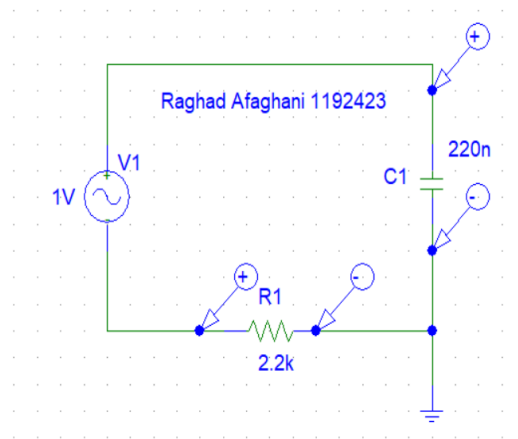 +
Raghad Afaghani 1192423
220n
V1
C1
1V
-
+
-
R1
2.2k